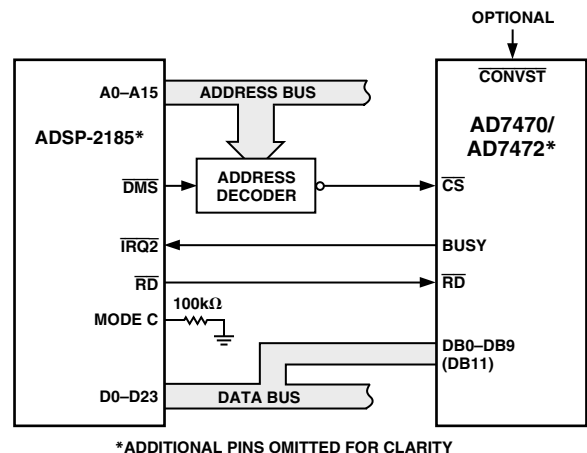 OPTIONAL
A0–A15
ADDRESS BUS
CONVST
ADSP-2185*
AD7470/
AD7472*
DMS
ADDRESS
DECODER
CS
IRQ2
BUSY
RD
RD
MODE C
100kΩ
DB0–DB9
(DB11)
D0–D23
DATA BUS
*ADDITIONAL PINS OMITTED FOR CLARITY